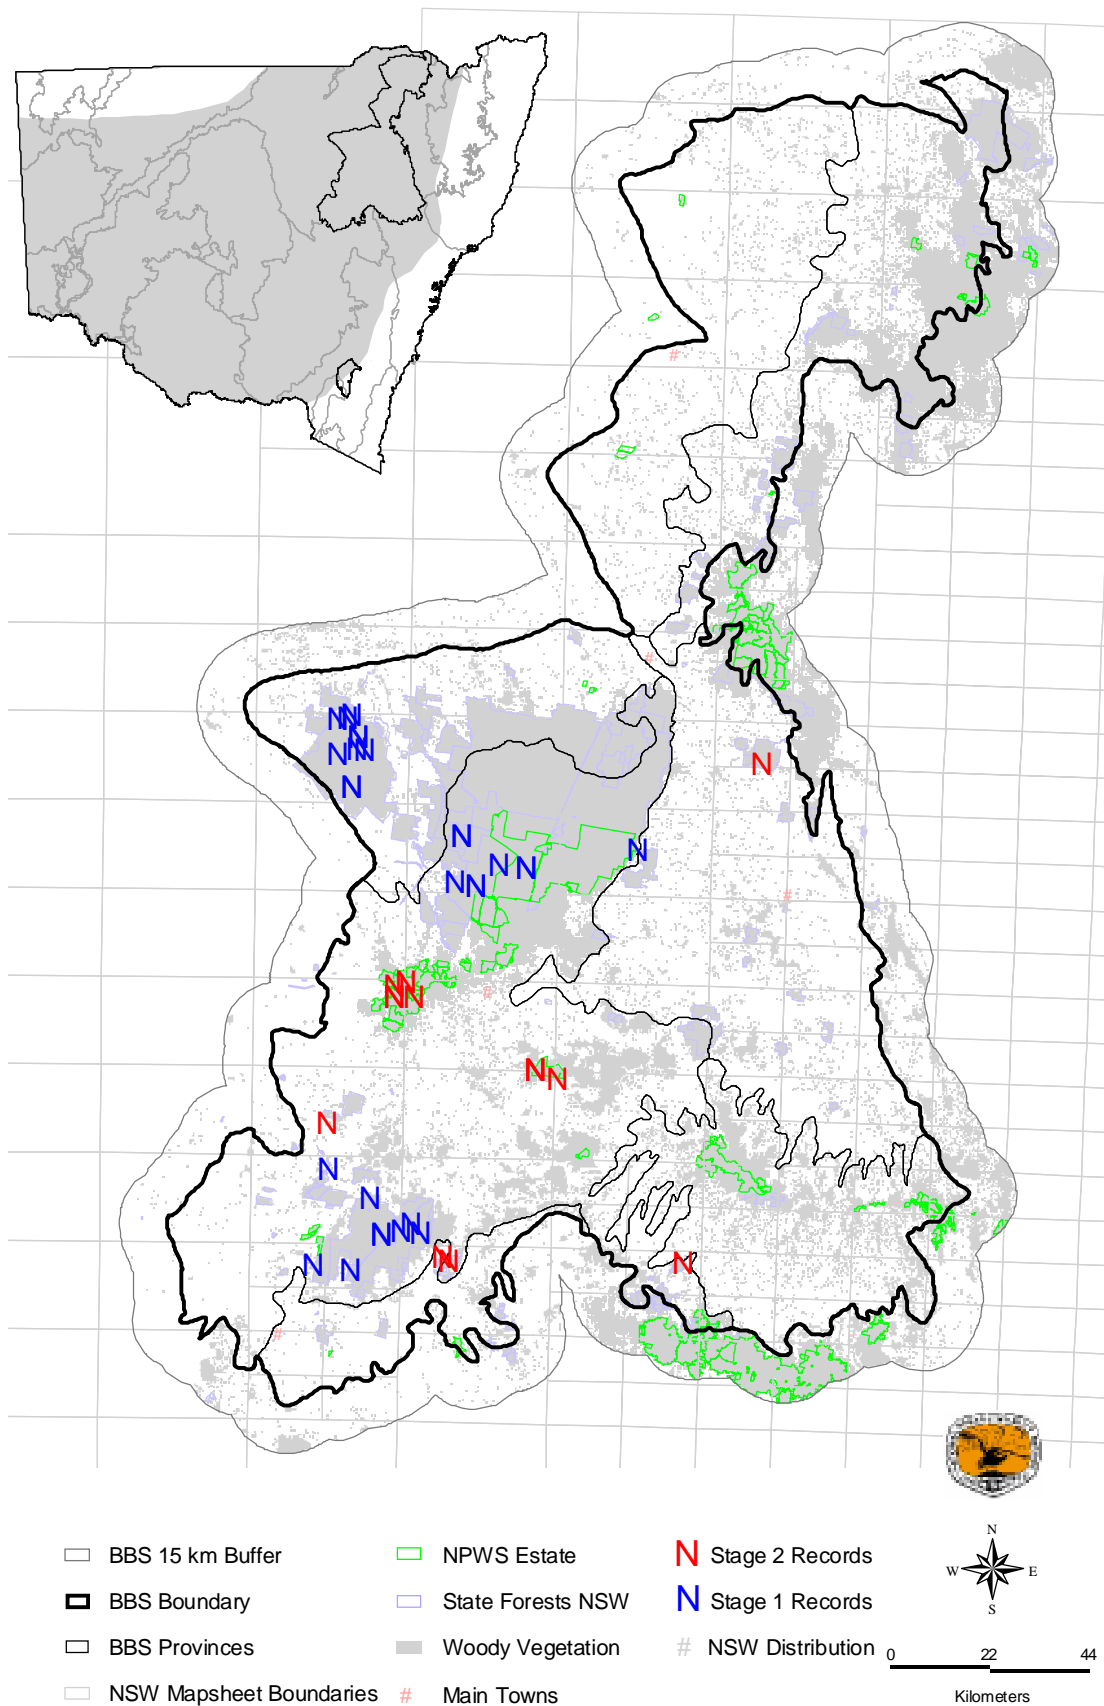 N N
N
N N
N
N
N
N
N N
N N
N
N N
N N
N N
N
N
N
N N
N N
N N
N
N N
N
BBS 15 km Buffer
BBS Boundary
BBS Provinces
NSW Mapsheet Boundaries
NPWS Estate
State Forests NSW
Woody Vegetation
# Main Towns
N Stage 2 Records
N Stage 1 Records
# NSW Distribution
N
W E
S
0 22 44
Kilometers